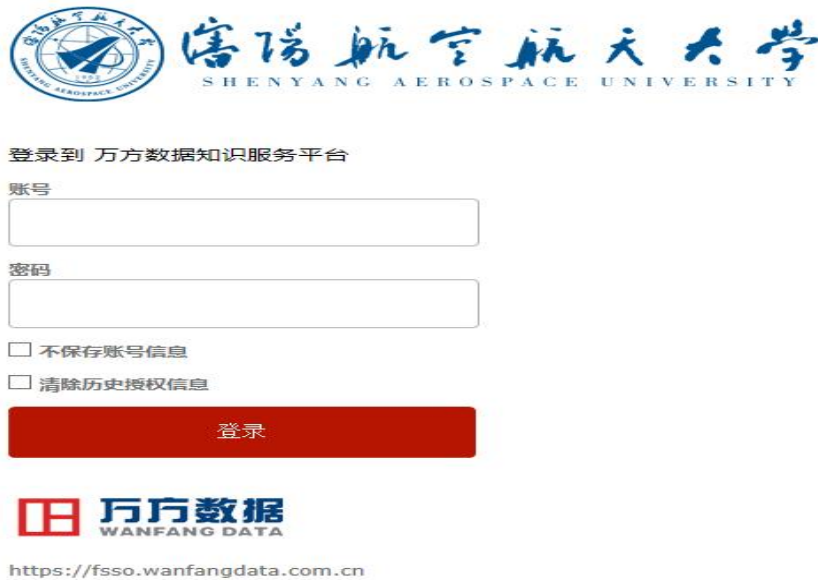 沈阳航空航天大学
SHENYANG AEROSPACE UNIVERSITY
登录到 万方数据知识服务平台
账号
密码
不保存账号信息
清除历史授权信息
登录
万方数据
WANFANG DATA
https://fsso.wanfangdata.com.cn